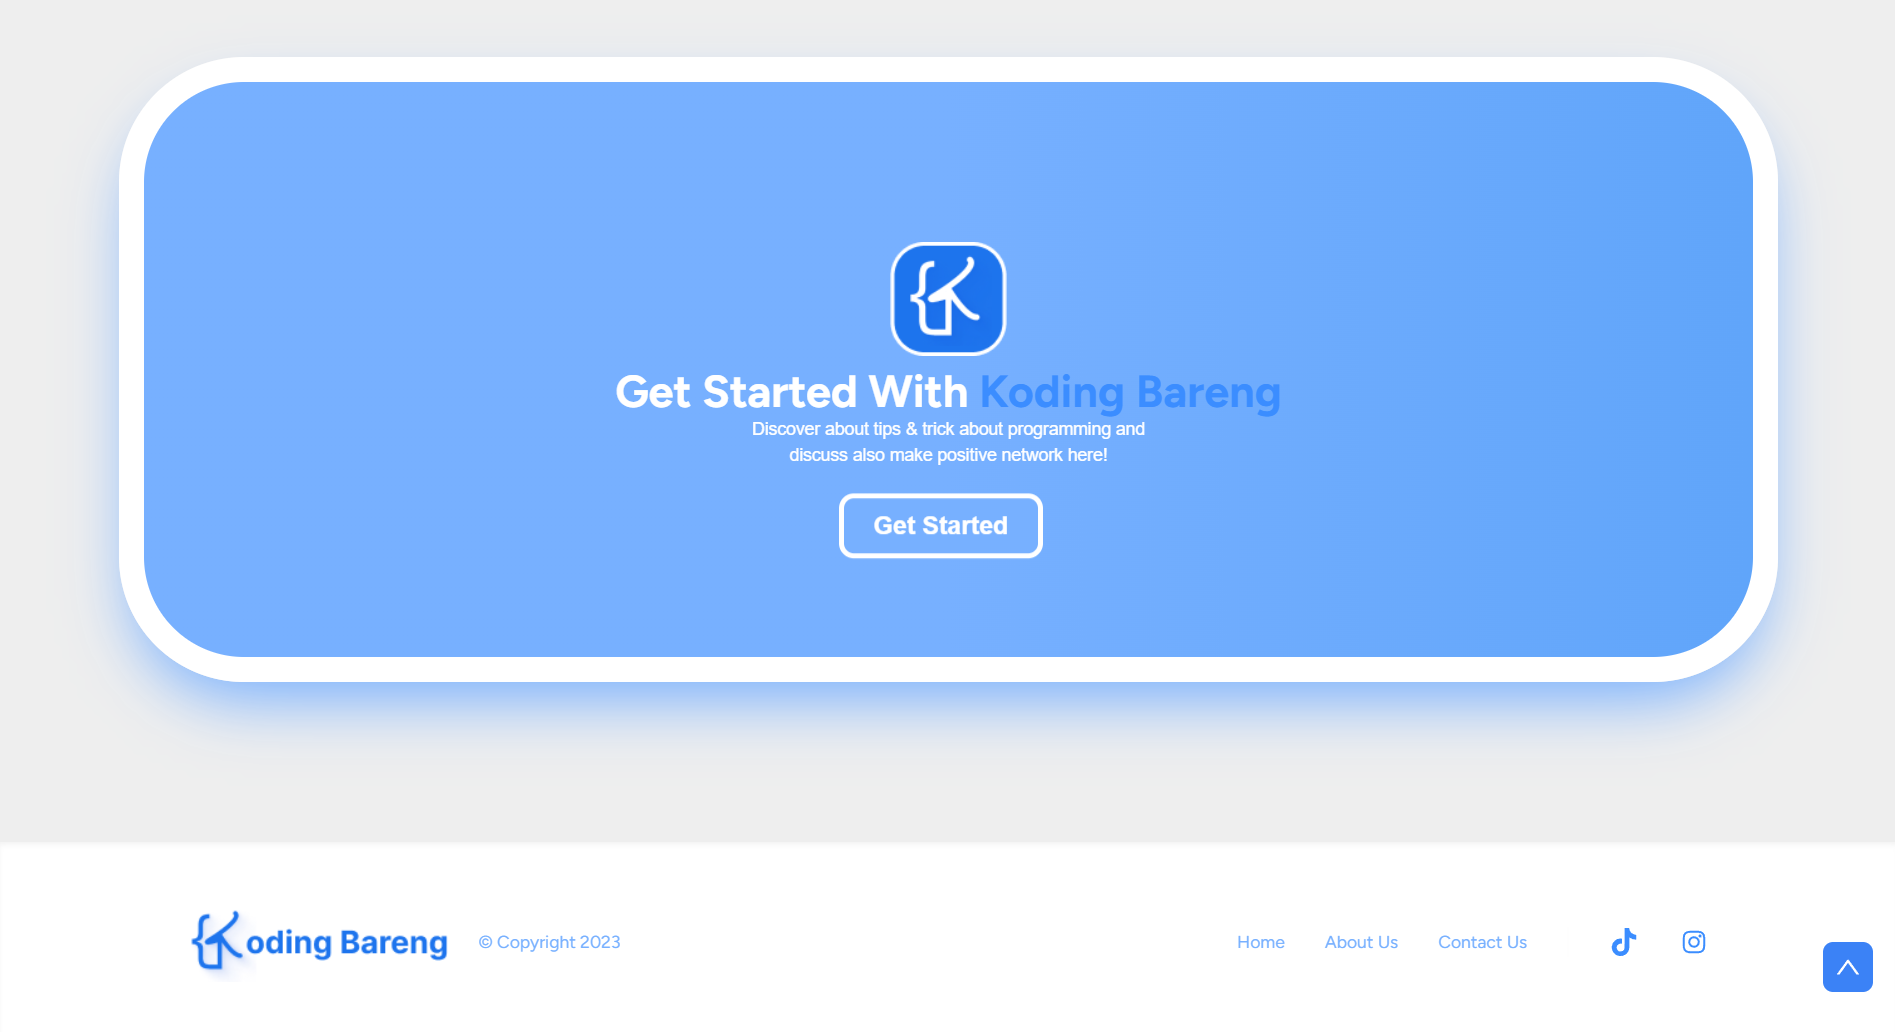 {K
Get Started With Koding Bareng
Discover about tips & trick about programming and
discuss also make positive network here!
Get Started
{Koding Bareng
© Copyright 2023
Home
About Us
Contact Us